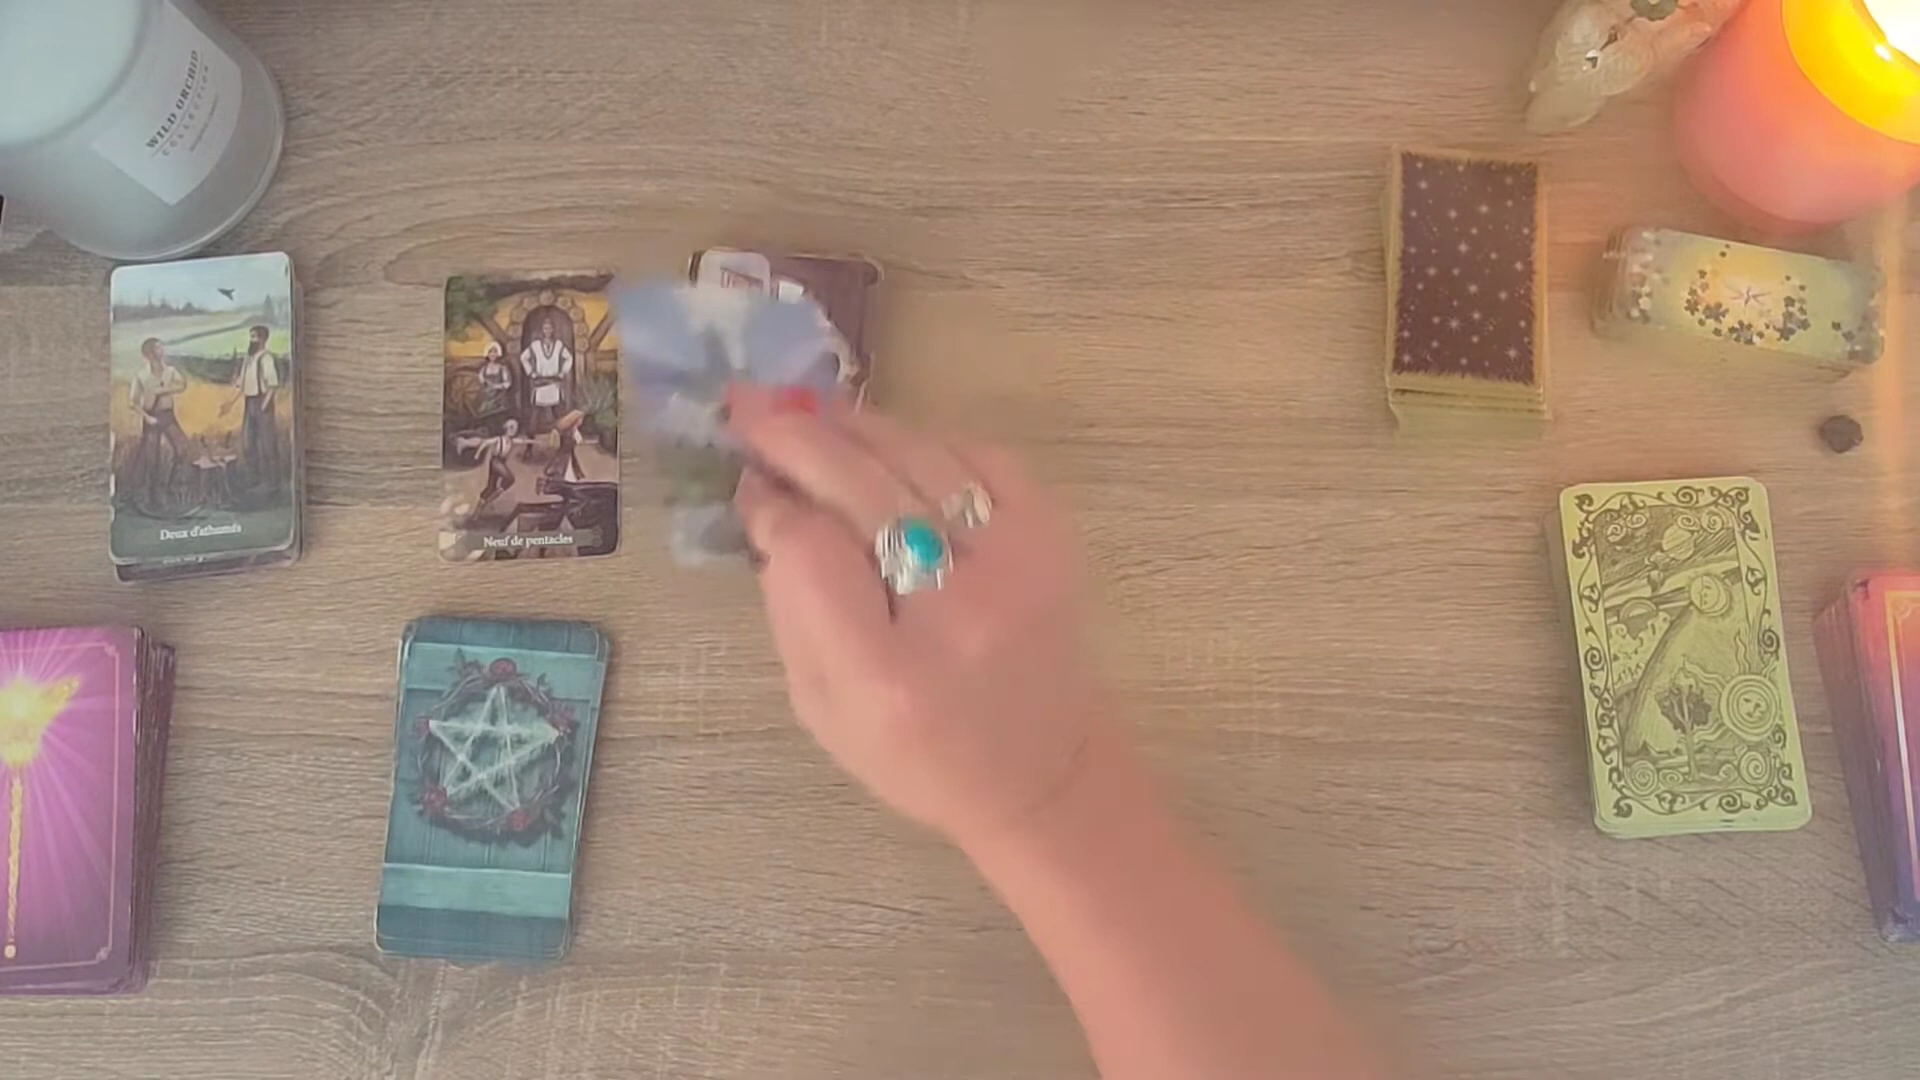 WILD ORCHID
COLLECTION
Deux d'athamés
Neuf de pentacles